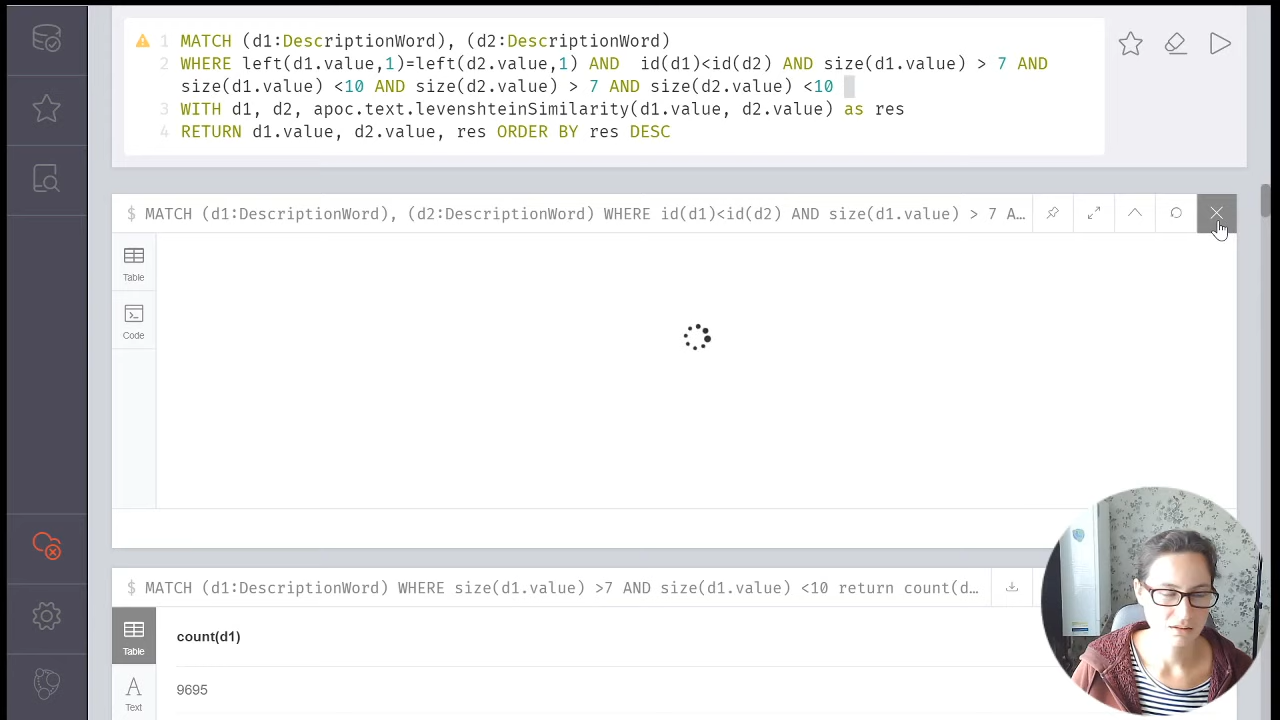 1 MATCH (d1:DescriptionWord), (d2:DescriptionWord)
2 WHERE left(d1.value,1)=left(d2.value,1) AND  id(d1)<id(d2) AND size(d1.value) > 7 AND
size(d1.value) <10 AND size(d2.value) > 7 AND size(d2.value) <10
3 WITH d1, d2, apoc.text.levenshteinSimilarity(d1.value, d2.value) as res
4 RETURN d1.value, d2.value, res ORDER BY res DESC
$ MATCH (d1:DescriptionWord), (d2:DescriptionWord) WHERE id(d1)<id(d2) AND size(d1.value) > 7 A…
Table
Code
$ MATCH (d1:DescriptionWord) WHERE size(d1.value) >7 AND size(d1.value) <10 return count(d…
Table
count(d1)
Text
9695